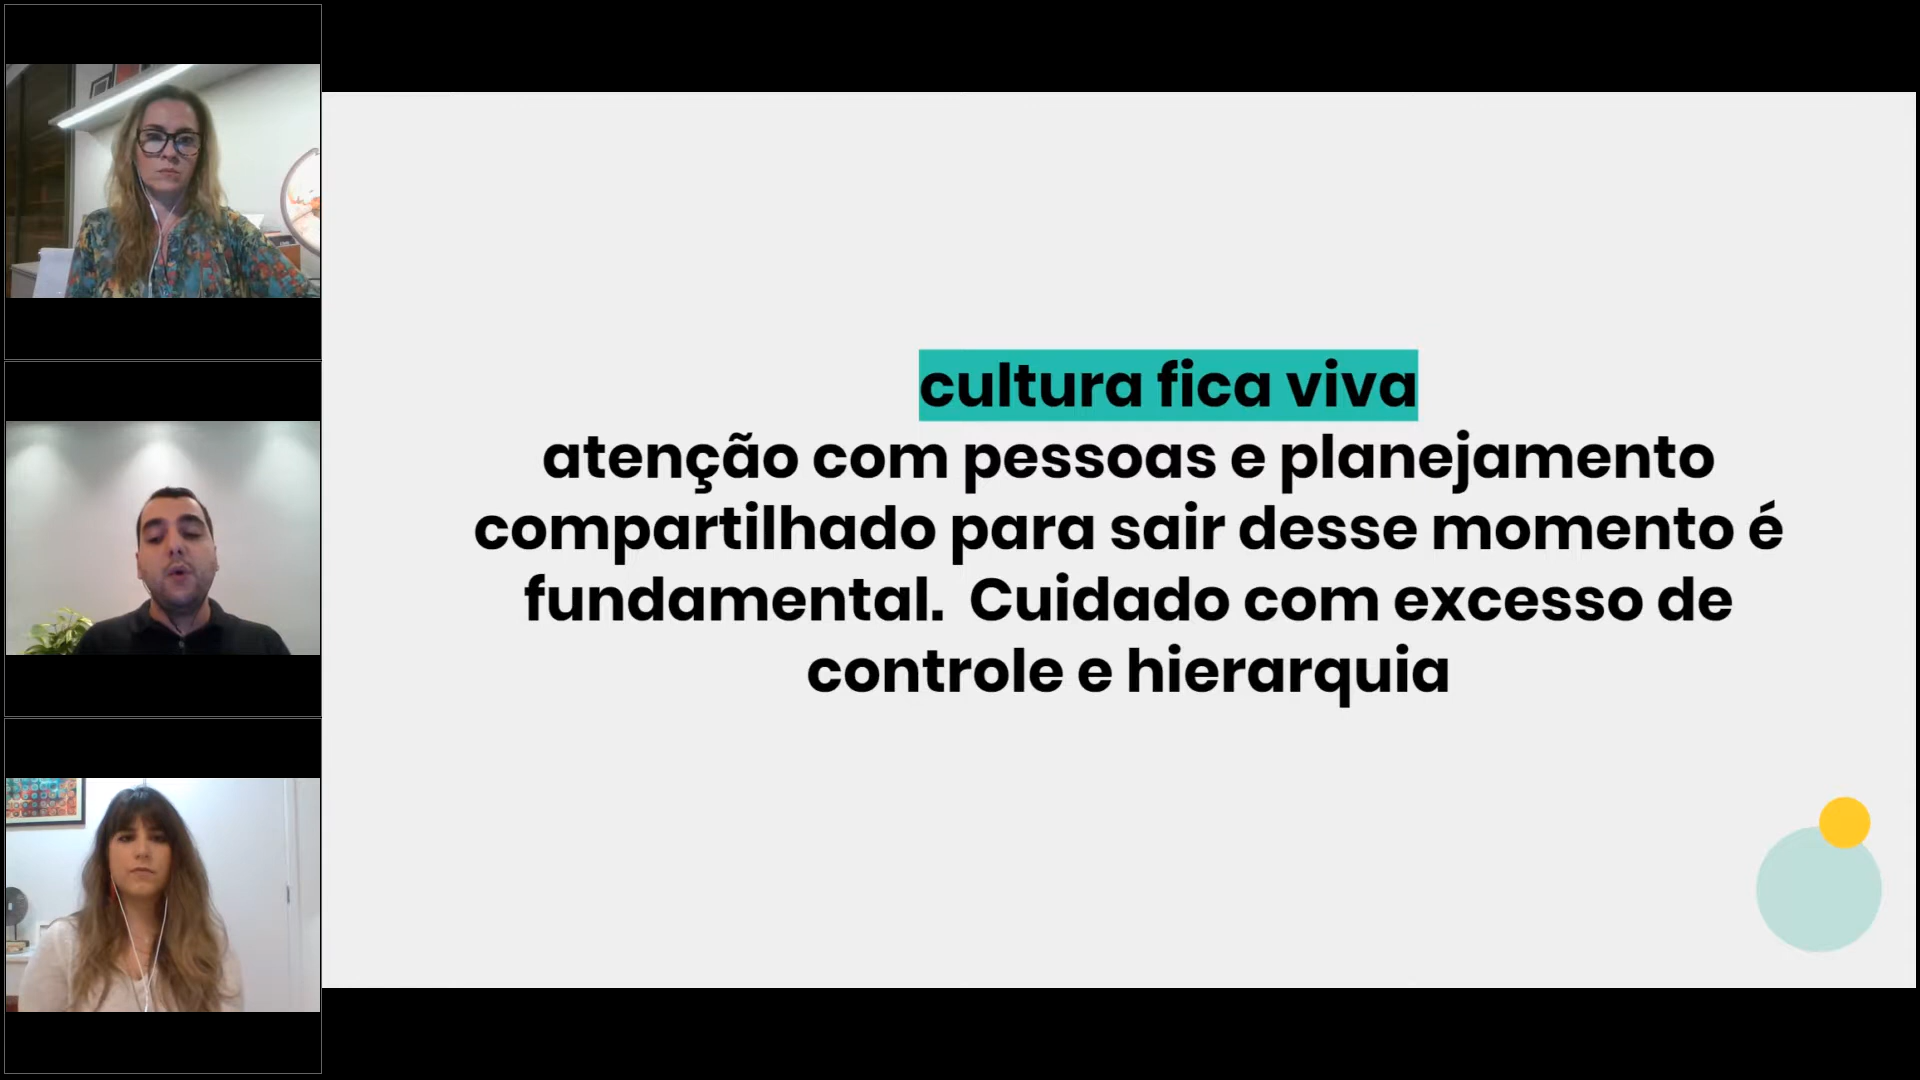 cultura fica viva
atenção com pessoas e planejamento
compartilhado para sair desse momento é
fundamental.  Cuidado com excesso de
controle e hierarquia